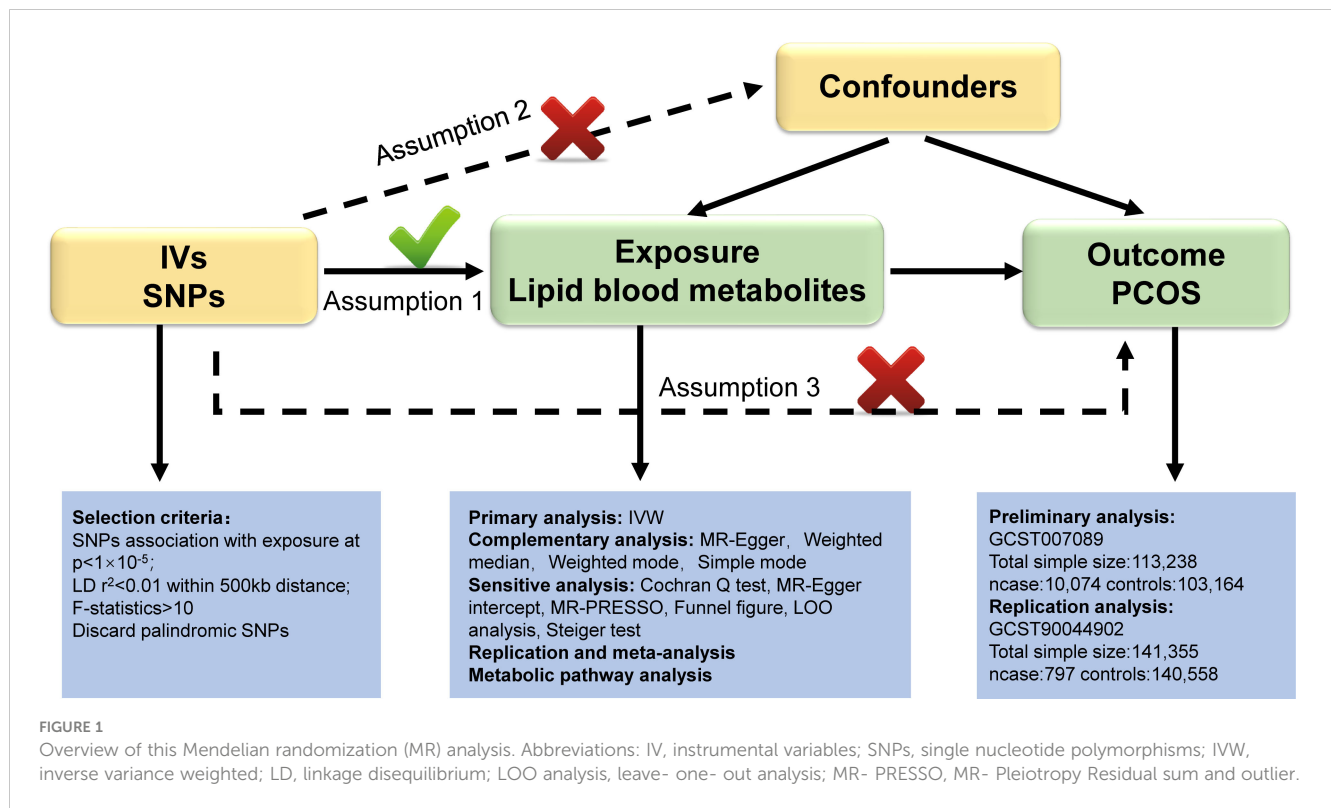 Confounders
Assumption 2
IVs
SNPs
Assumption 1
Exposure
Lipid blood metabolites
Outcome
PCOS
Assumption 3
Selection criteria：
SNPs association with exposure at
p<1×10⁻⁵;
LD r²<0.01 within 500kb distance;
F-statistics>10
Discard palindromic SNPs
Primary analysis: IVW
Complementary analysis: MR-Egger、Weighted
median、Weighted mode、Simple mode
Sensitive analysis: Cochran Q test, MR-Egger
intercept, MR-PRESSO, Funnel figure, LOO
analysis, Steiger test
Replication and meta-analysis
Metabolic pathway analysis
Preliminary analysis:
GCST007089
Total simple size:113,238
ncase:10,074 controls:103,164
Replication analysis:
GCST90044902
Total simple size:141,355
ncase:797 controls:140,558
FIGURE 1
Overview of this Mendelian randomization (MR) analysis. Abbreviations: IV, instrumental variables; SNPs, single nucleotide polymorphisms; IVW,
inverse variance weighted; LD, linkage disequilibrium; LOO analysis, leave- one- out analysis; MR- PRESSO, MR- Pleiotropy Residual sum and outlier.